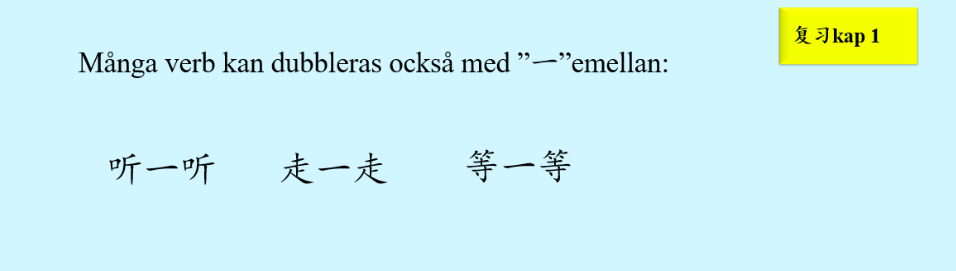 复习kap 1
Många verb kan dubbleras också med ”一”emellan:
听一听 走一走 等一等